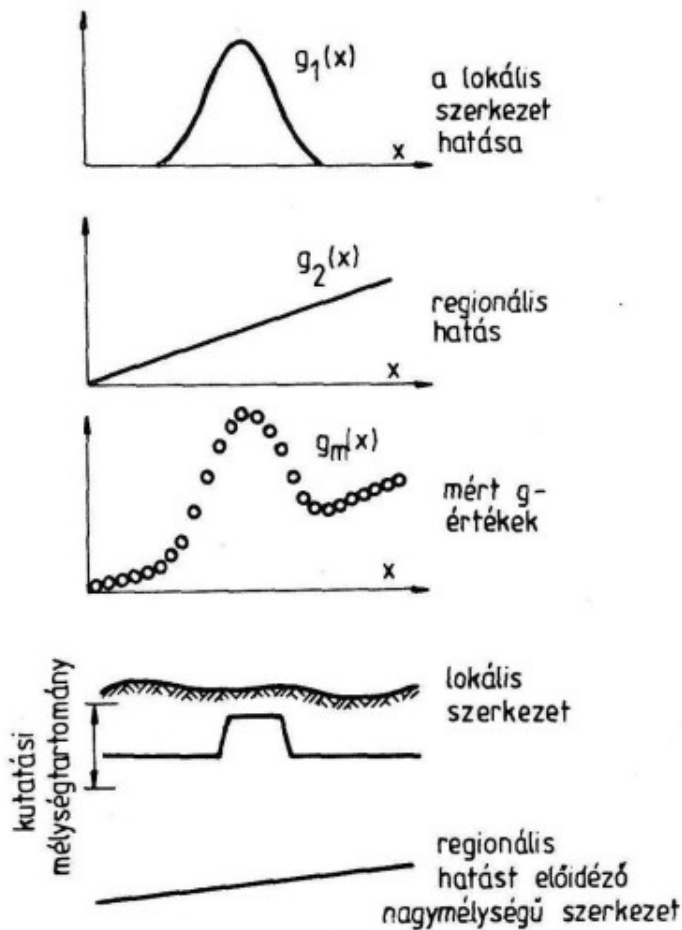 g₁(x)
a lokális
szerkezet
hatása
x
g₂(x)
regionális
hatás
x
gₘ(x)
mért g-
értékek
x
kutatási
mélységtartomány
lokális
szerkezet
regionális
hatást előidéző
nagymélységű szerkezet